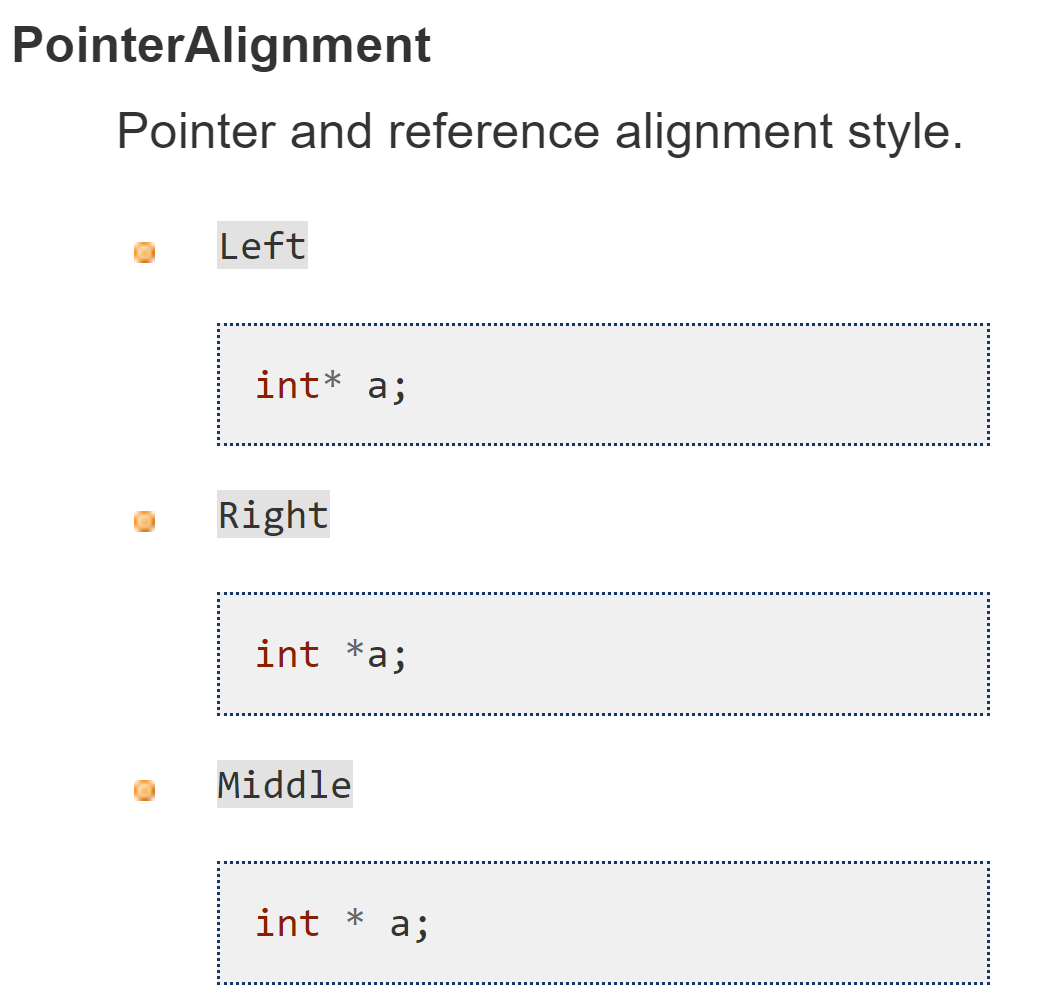 PointerAlignment
Pointer and reference alignment style.
Left
int* a;
Right
int *a;
Middle
int * a;